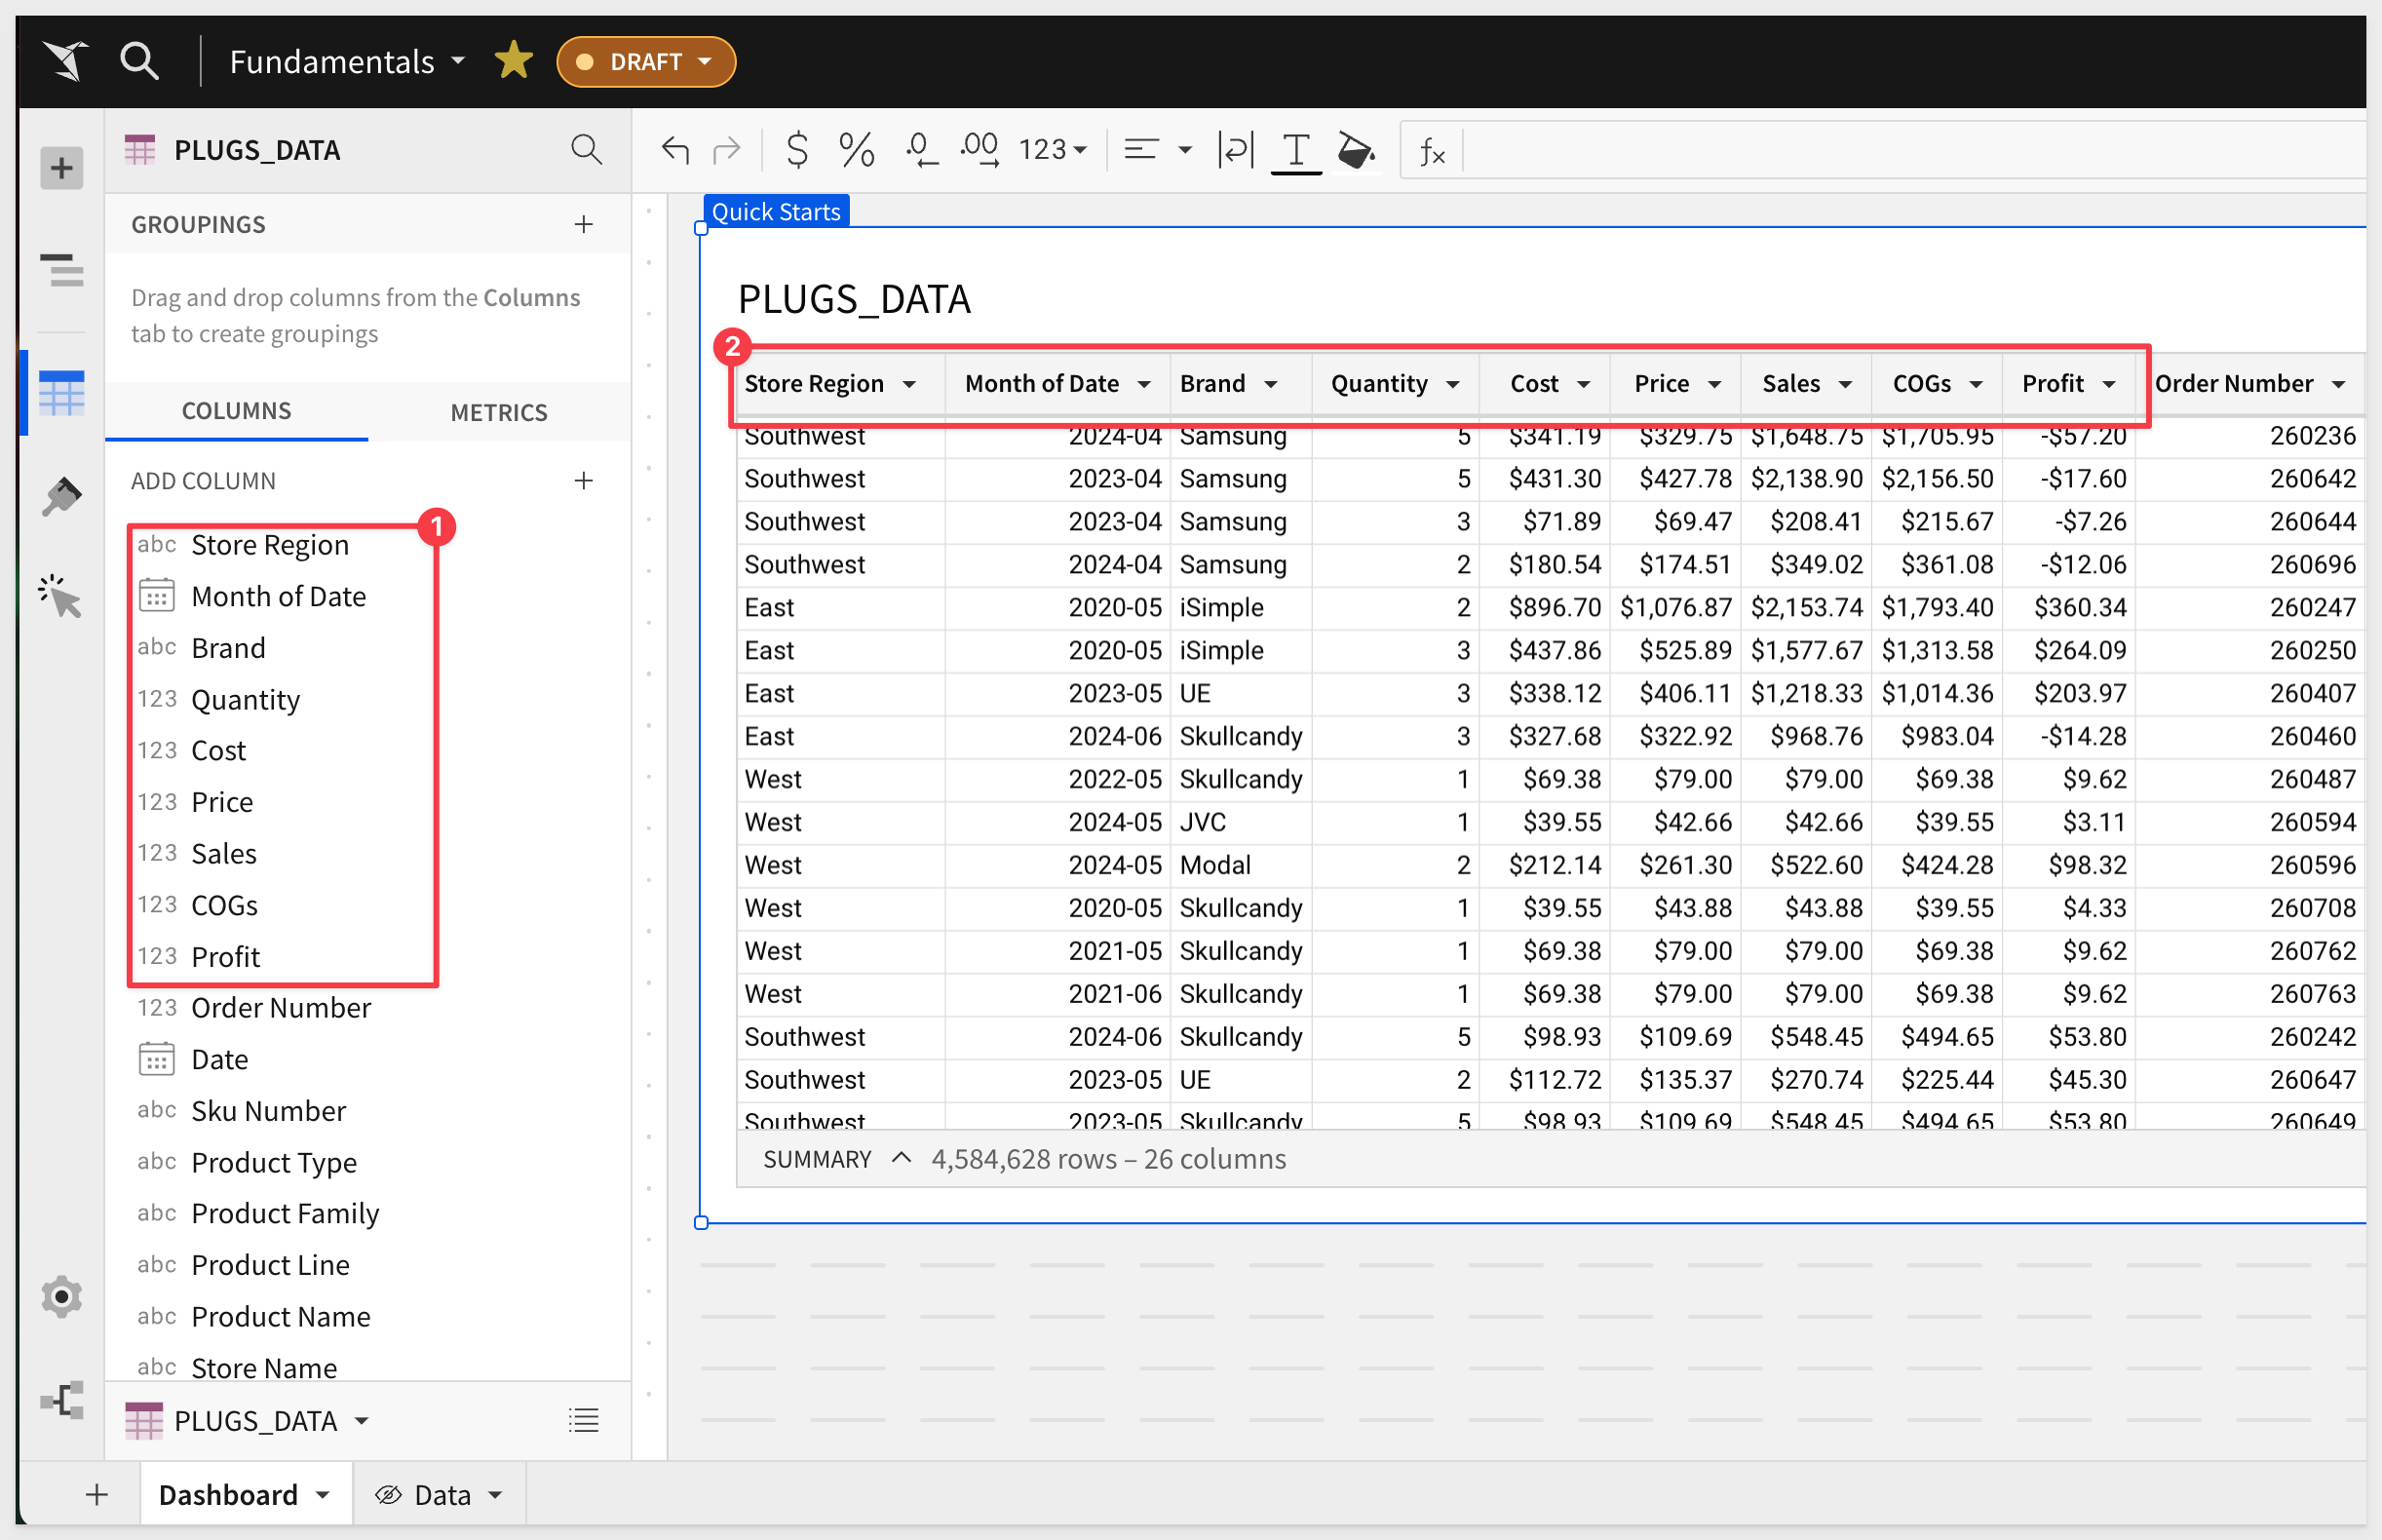 Fundamentals DRAFT
PLUGS_DATA
$ % .0 .00 123 T fx
GROUPINGS
Drag and drop columns from the Columns
tab to create groupings
COLUMNS METRICS
ADD COLUMN
1
abc Store Region
Month of Date
abc Brand
123 Quantity
123 Cost
123 Price
123 Sales
123 COGs
123 Profit
123 Order Number
Date
abc Sku Number
abc Product Type
abc Product Family
abc Product Line
abc Product Name
abc Store Name
PLUGS_DATA
Quick Starts
PLUGS_DATA
2
Store Region Month of Date Brand Quantity Cost Price Sales COGs Profit Order Number
Southwest 2024-04 Samsung 5 $341.19 $329.75 $1,648.75 $1,705.95 -$57.20 260236
Southwest 2023-04 Samsung 5 $431.30 $427.78 $2,138.90 $2,156.50 -$17.60 260642
Southwest 2023-04 Samsung 3 $71.89 $69.47 $208.41 $215.67 -$7.26 260644
Southwest 2024-04 Samsung 2 $180.54 $174.51 $349.02 $361.08 -$12.06 260696
East 2020-05 iSimple 2 $896.70 $1,076.87 $2,153.74 $1,793.40 $360.34 260247
East 2020-05 iSimple 3 $437.86 $525.89 $1,577.67 $1,313.58 $264.09 260250
East 2023-05 UE 3 $338.12 $406.11 $1,218.33 $1,014.36 $203.97 260407
East 2024-06 Skullcandy 3 $327.68 $322.92 $968.76 $983.04 -$14.28 260460
West 2022-05 Skullcandy 1 $69.38 $79.00 $79.00 $69.38 $9.62 260487
West 2024-05 JVC 1 $39.55 $42.66 $42.66 $39.55 $3.11 260594
West 2024-05 Modal 2 $212.14 $261.30 $522.60 $424.28 $98.32 260596
West 2020-05 Skullcandy 1 $39.55 $43.88 $43.88 $39.55 $4.33 260708
West 2021-05 Skullcandy 1 $69.38 $79.00 $79.00 $69.38 $9.62 260762
West 2021-06 Skullcandy 1 $69.38 $79.00 $79.00 $69.38 $9.62 260763
Southwest 2024-06 Skullcandy 5 $98.93 $109.69 $548.45 $494.65 $53.80 260242
Southwest 2023-05 UE 2 $112.72 $135.37 $270.74 $225.44 $45.30 260647
Southwest 2023-05 Skullcandy 5 $98.93 $109.69 $548.45 $494.65 $53.80 260649
SUMMARY 4,584,628 rows – 26 columns
Dashboard Data